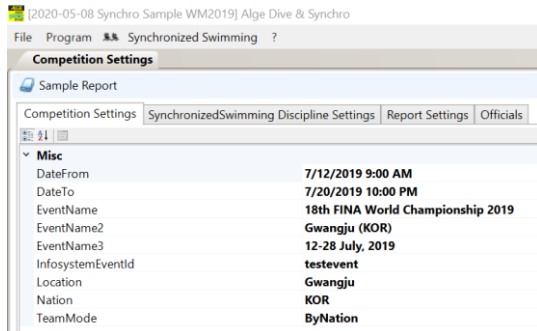 [2020-05-08 Synchro Sample WM2019] Alge Dive & Synchro
File Program Synchronized Swimming ?
Competition Settings
Sample Report
Competition Settings SynchronizedSwimming Discipline Settings Report Settings Officials
Misc
DateFrom 7/12/2019 9:00 AM
DateTo 7/20/2019 10:00 PM
EventName 18th FINA World Championship 2019
EventName2 Gwangju (KOR)
EventName3 12-28 July, 2019
InfosystemEventId testevent
Location Gwangju
Nation KOR
TeamMode ByNation